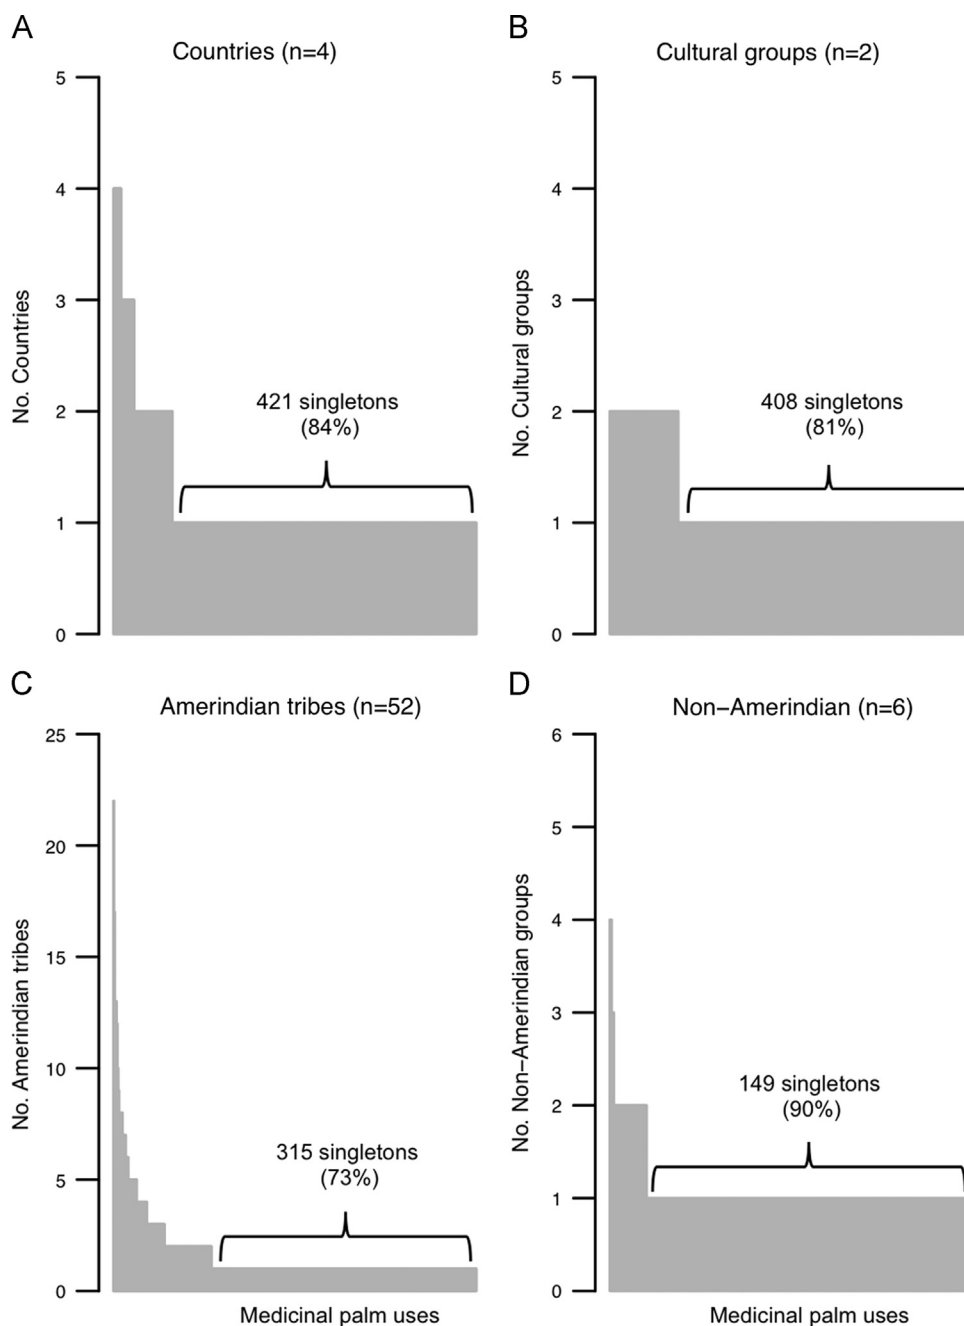 A
Countries (n=4)
5
4
3
2
1
0
No. Countries
421 singletons
(84%)
B
Cultural groups (n=2)
5
4
3
2
1
0
No. Cultural groups
408 singletons
(81%)
C
Amerindian tribes (n=52)
25
20
15
10
5
0
No. Amerindian tribes
315 singletons
(73%)
Medicinal palm uses
D
Non−Amerindian (n=6)
6
5
4
3
2
1
0
No. Non−Amerindian groups
149 singletons
(90%)
Medicinal palm uses